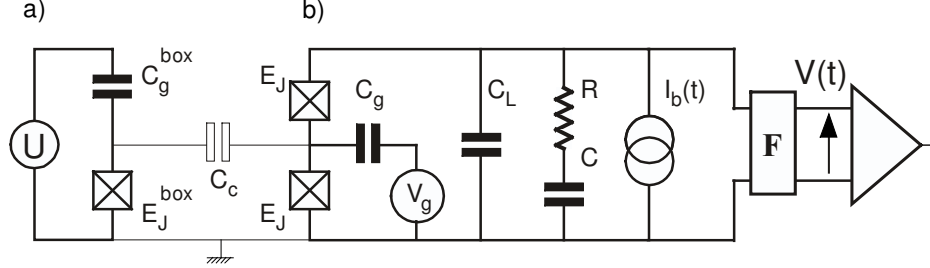 a)
b)
C_g^box
U
E_J^box
C_c
E_J
E_J
C_g
V_g
C_L
R
C
I_b(t)
F
V(t)